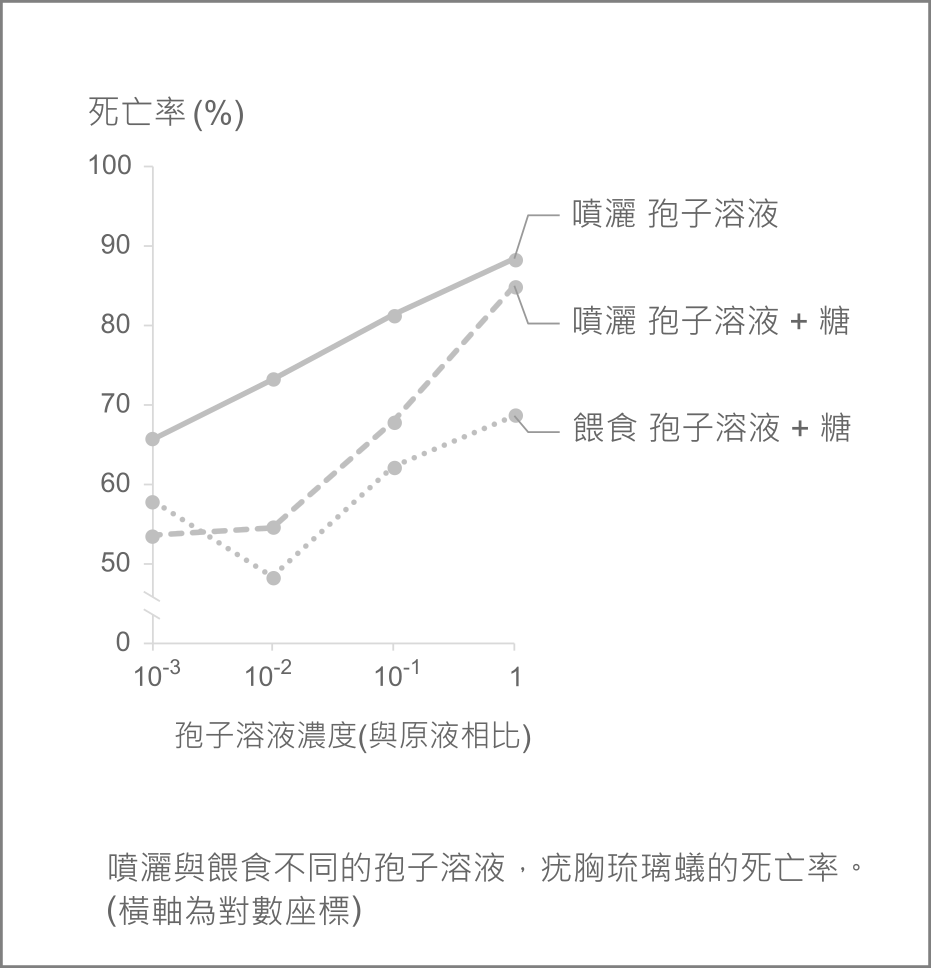 死亡率 (%)
100
90
80
70
60
50
0
噴灑 孢子溶液
噴灑 孢子溶液 + 糖
餵食 孢子溶液 + 糖
10⁻³ 10⁻² 10⁻¹ 1
孢子溶液濃度(與原液相比)
噴灑與餵食不同的孢子溶液，疣胸琉璃蟻的死亡率。
(橫軸為對數座標)